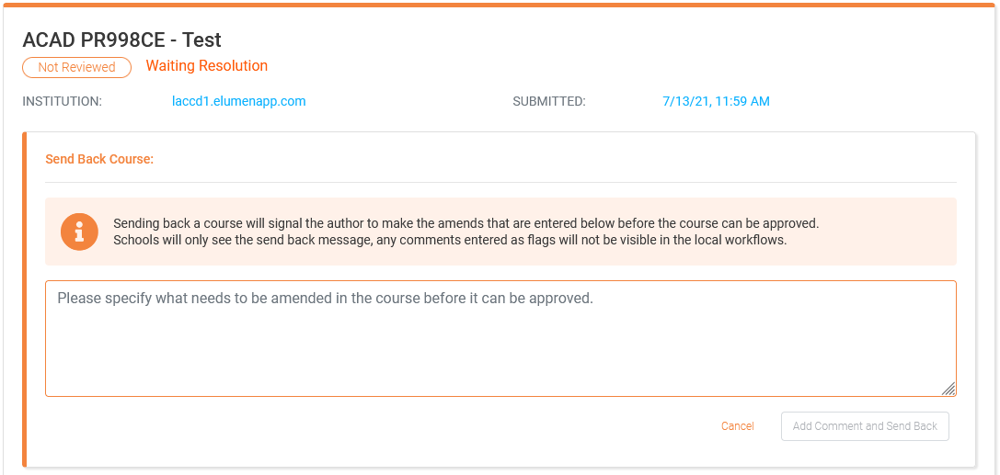 ACAD PR998CE - Test
Not Reviewed Waiting Resolution
INSTITUTION: laccd1.elumenapp.com SUBMITTED: 7/13/21, 11:59 AM
Send Back Course:
Sending back a course will signal the author to make the amends that are entered below before the course can be approved.
Schools will only see the send back message, any comments entered as flags will not be visible in the local workflows.
Please specify what needs to be amended in the course before it can be approved.
Cancel Add Comment and Send Back